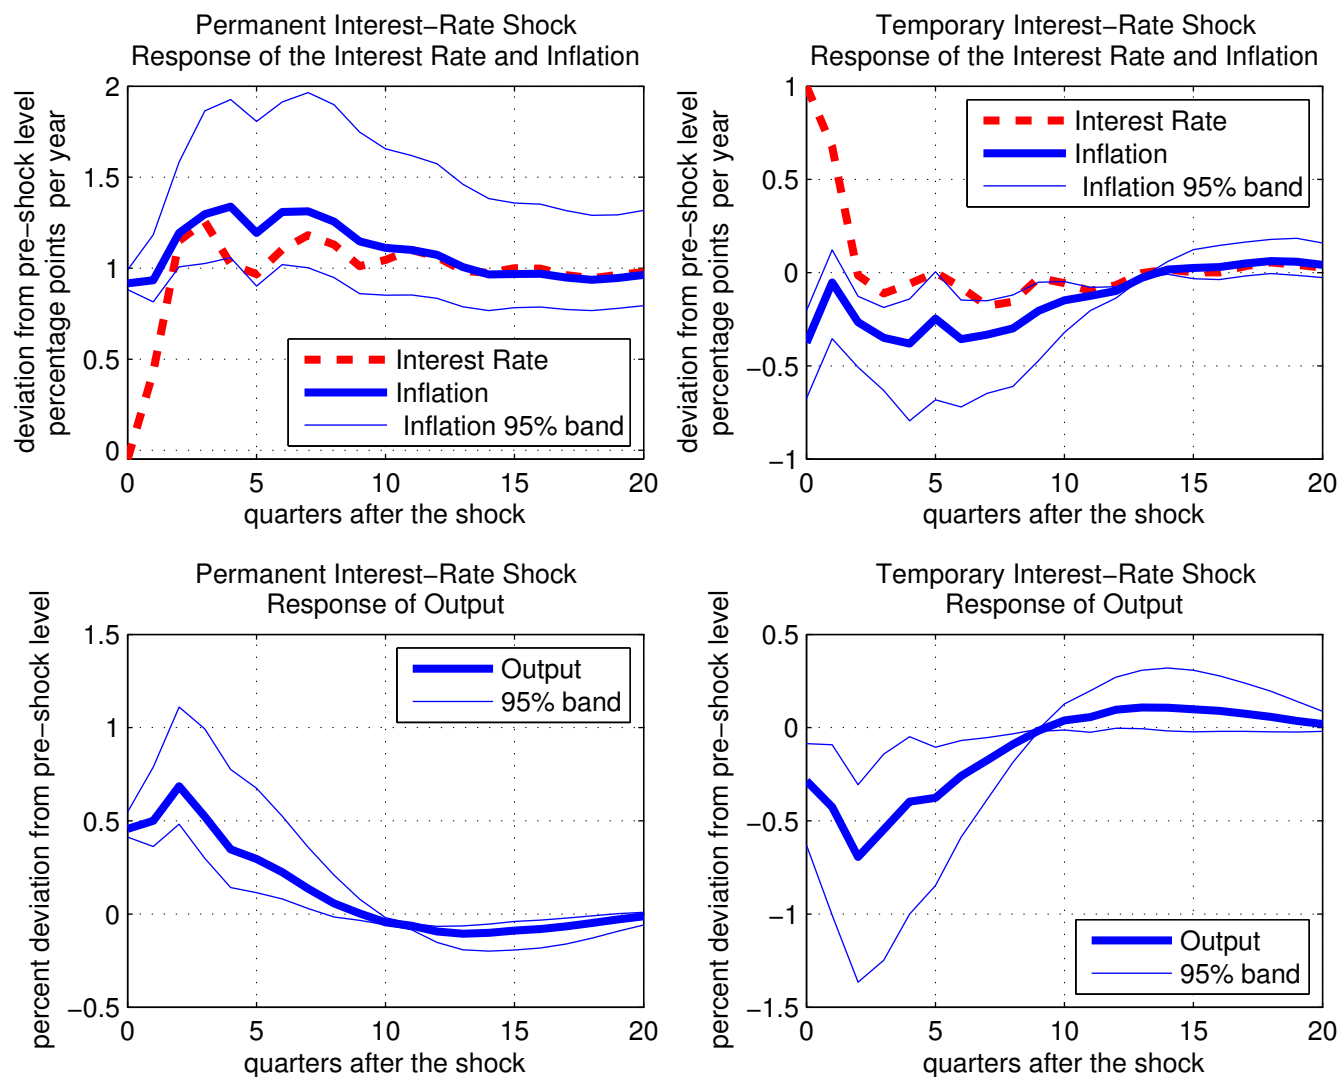 Permanent Interest−Rate Shock
Response of the Interest Rate and Inflation
deviation from pre−shock level
percentage points per year
2
1.5
1
0.5
0
Interest Rate
Inflation
Inflation 95% band
0 5 10 15 20
quarters after the shock
Temporary Interest−Rate Shock
Response of the Interest Rate and Inflation
deviation from pre−shock level
percentage points per year
1
0.5
0
−0.5
−1
Interest Rate
Inflation
Inflation 95% band
0 5 10 15 20
quarters after the shock
Permanent Interest−Rate Shock
Response of Output
percent deviation from pre−shock level
1.5
1
0.5
0
−0.5
Output
95% band
0 5 10 15 20
quarters after the shock
Temporary Interest−Rate Shock
Response of Output
percent deviation from pre−shock level
0.5
0
−0.5
−1
−1.5
Output
95% band
0 5 10 15 20
quarters after the shock